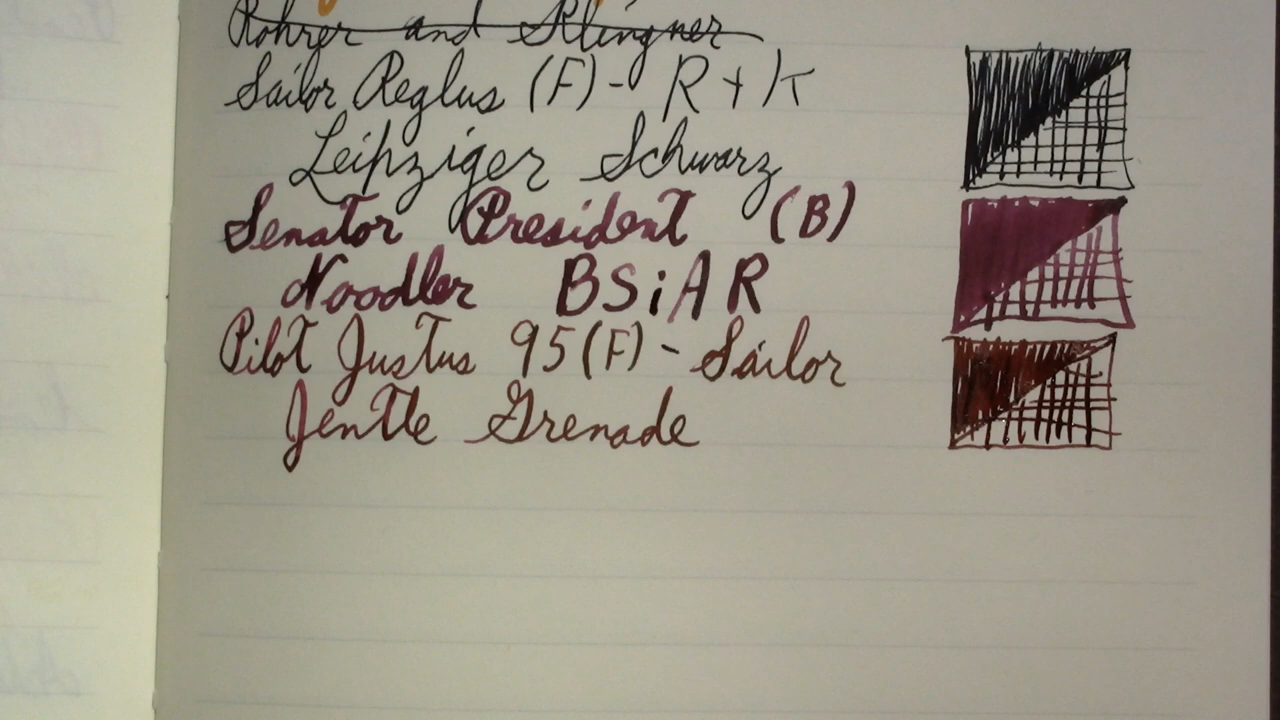 Rohrer and Klingner
Sailor Reglus (F) - R + K
Leipziger Schwarz
Senator President (B)
Noodler BSiAR
Pilot Justus 95 (F) - Sailor
Jentle Grenade